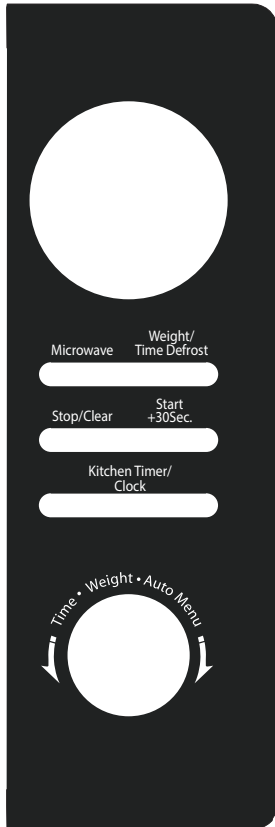 Microwave
Weight/
Time Defrost
Stop/Clear
Start
+30Sec.
Kitchen Timer/
Clock
Time • Weight • Auto Menu